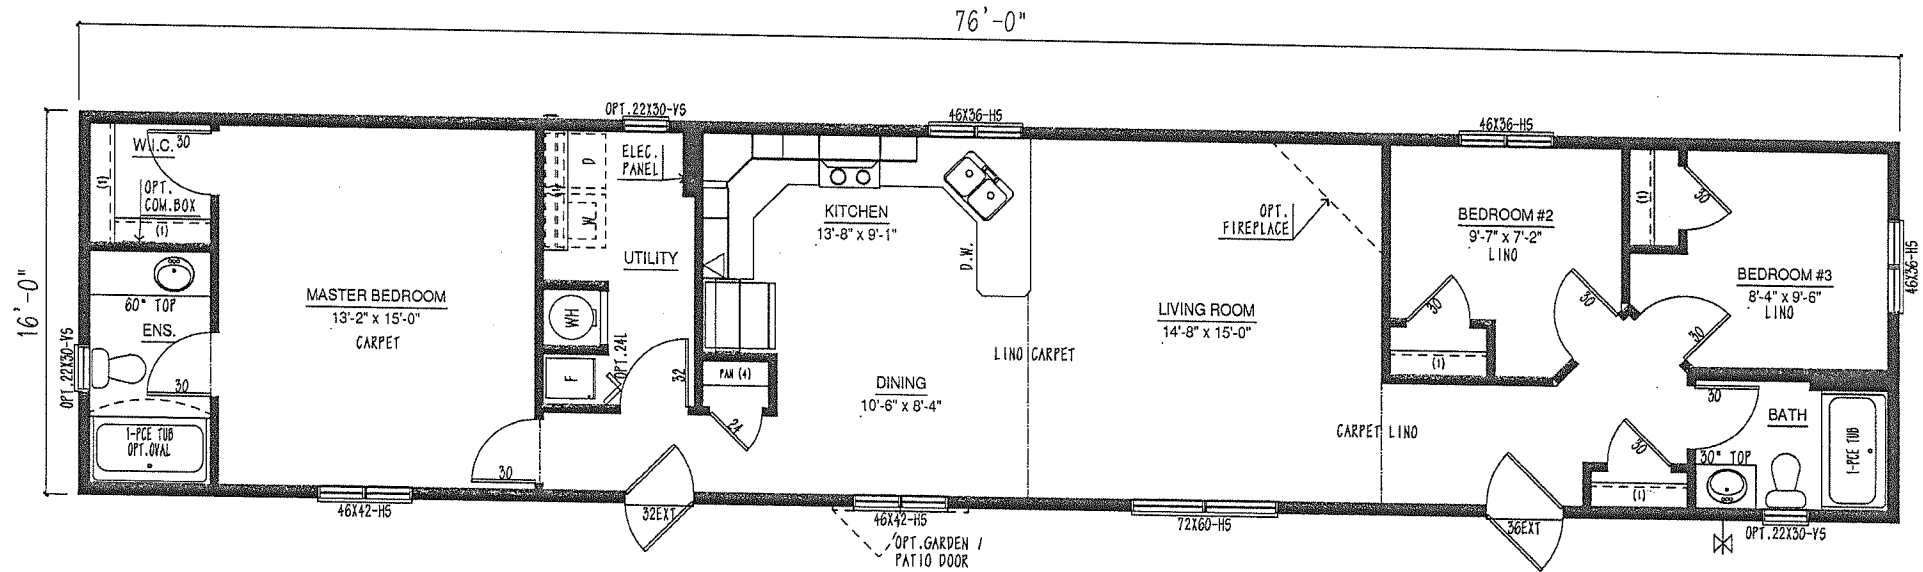 76'-0"
16'-0"
OPT.22X30-VS
46X36-HS
46X36-HS
W.I.C.
30
(1)
OPT.
COM.BOX
(1)
60" TOP
ENS.
30
OPT.22X30-VS
1-PCE TUB
OPT.OVAL
MASTER BEDROOM
13'-2" x 15'-0"
CARPET
30
46X42-HS
D
W
(1)
ELEC.
PANEL
UTILITY
WH
F
OPT.24L
32
32EXT
KITCHEN
13'-8" x 9'-1"
D.W.
PAN (4)
24
DINING
10'-6" x 8'-4"
46X42-HS
OPT.GARDEN /
PATIO DOOR
LINO CARPET
OPT.
FIREPLACE
LIVING ROOM
14'-8" x 15'-0"
72X60-HS
CARPET LINO
BEDROOM #2
9'-7" x 7'-2"
LINO
30
(1)
30
(1)
30
BEDROOM #3
8'-4" x 9'-6"
LINO
30
46X36-HS
30
BATH
30
(1)
30" TOP
1-PCE TUB
36EXT
OPT.22X30-VS